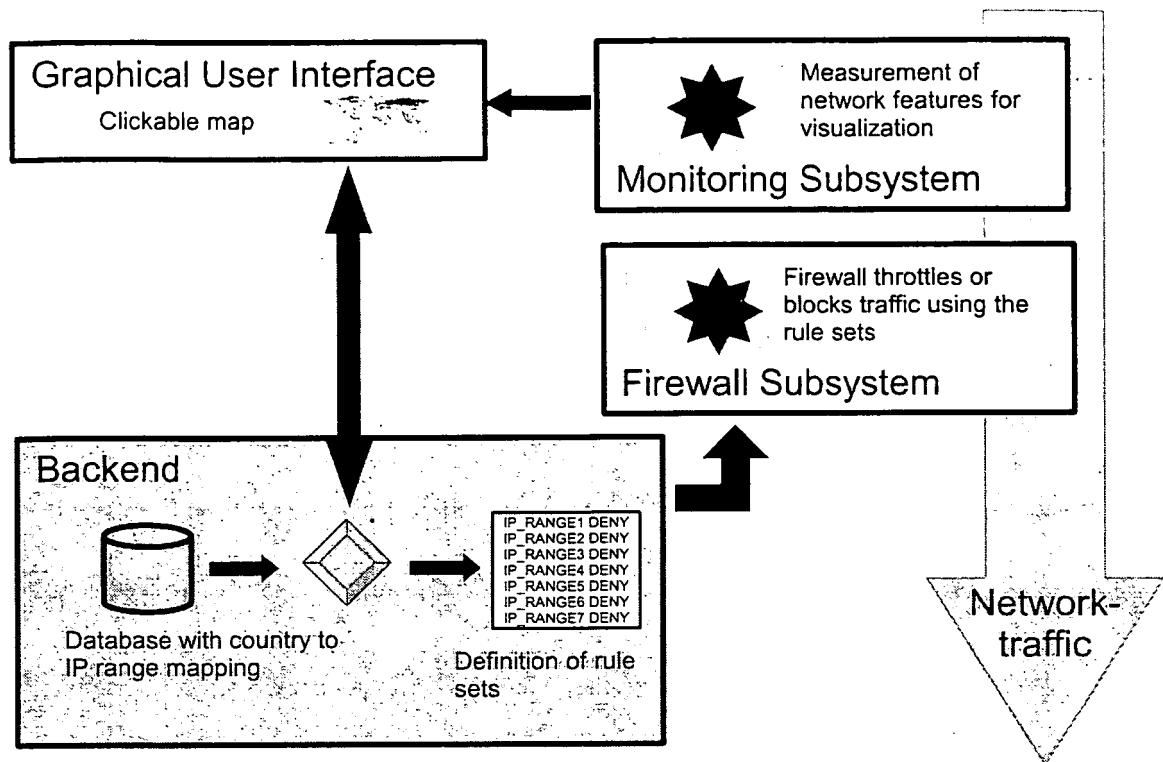 Graphical User Interface
Clickable map
Measurement of
network features for
visualization
Monitoring Subsystem
Firewall throttles or
blocks traffic using the
rule sets
Firewall Subsystem
Backend
IP_RANGE1 DENY
IP_RANGE2 DENY
IP_RANGE3 DENY
IP_RANGE4 DENY
IP_RANGE5 DENY
IP_RANGE6 DENY
IP_RANGE7 DENY
Database with country to
IP range mapping
Definition of rule
sets
Network-
traffic